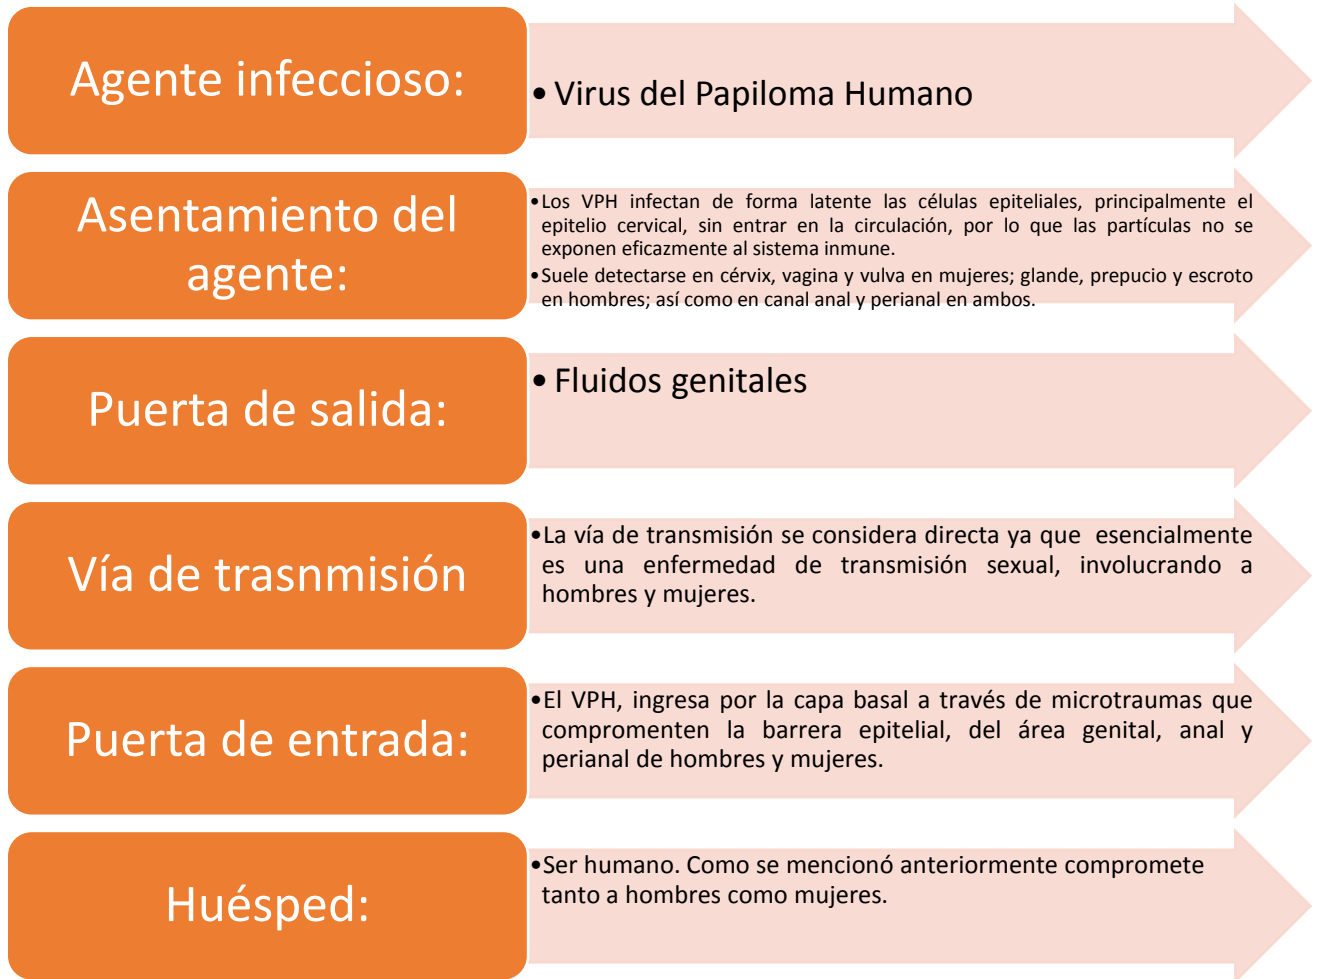 Agente infeccioso:
• Virus del Papiloma Humano
Asentamiento del
agente:
•Los VPH infectan de forma latente las células epiteliales, principalmente el
epitelio cervical, sin entrar en la circulación, por lo que las partículas no se
exponen eficazmente al sistema inmune.
•Suele detectarse en cérvix, vagina y vulva en mujeres; glande, prepucio y escroto
en hombres; así como en canal anal y perianal en ambos.
Puerta de salida:
• Fluidos genitales
Vía de trasnmisión
•La vía de transmisión se considera directa ya que esencialmente
es una enfermedad de transmisión sexual, involucrando a
hombres y mujeres.
Puerta de entrada:
•El VPH, ingresa por la capa basal a través de microtraumas que
compromenten la barrera epitelial, del área genital, anal y
perianal de hombres y mujeres.
Huésped:
•Ser humano. Como se mencionó anteriormente compromete
tanto a hombres como mujeres.